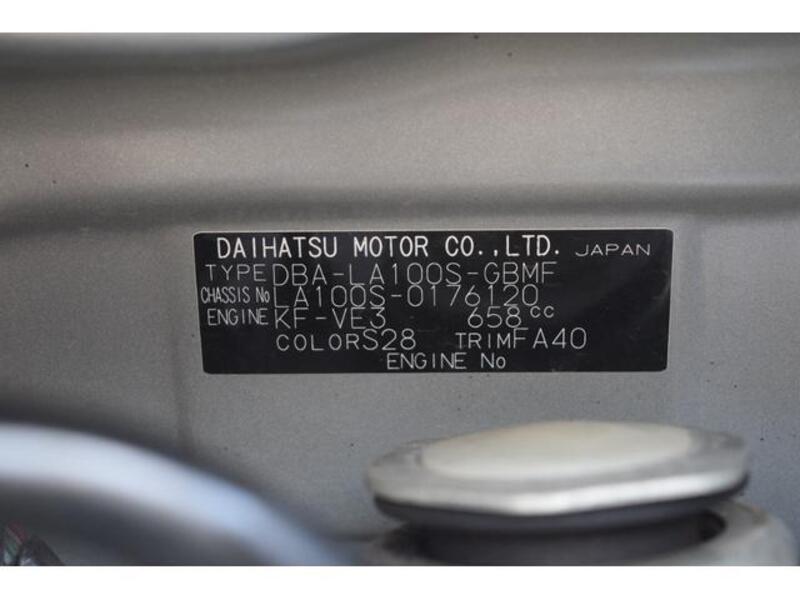 DAIHATSU MOTOR CO.,LTD. JAPAN
TYPE DBA-LA100S-GBMF
CHASSIS No LA100S-0176120
ENGINE KF-VE3 658cc
COLOR S28 TRIM FA40
ENGINE No